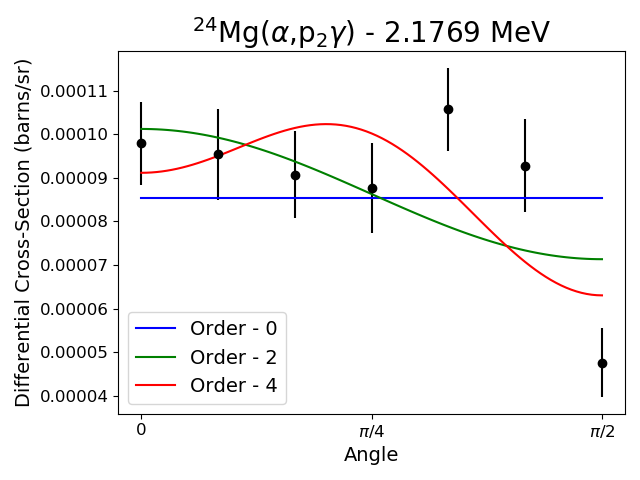 ²⁴Mg(α,p₂γ) - 2.1769 MeV
Differential Cross-Section (barns/sr)
0.00011
0.00010
0.00009
0.00008
0.00007
0.00006
0.00005
0.00004
Order - 0
Order - 2
Order - 4
0 π/4 π/2
Angle